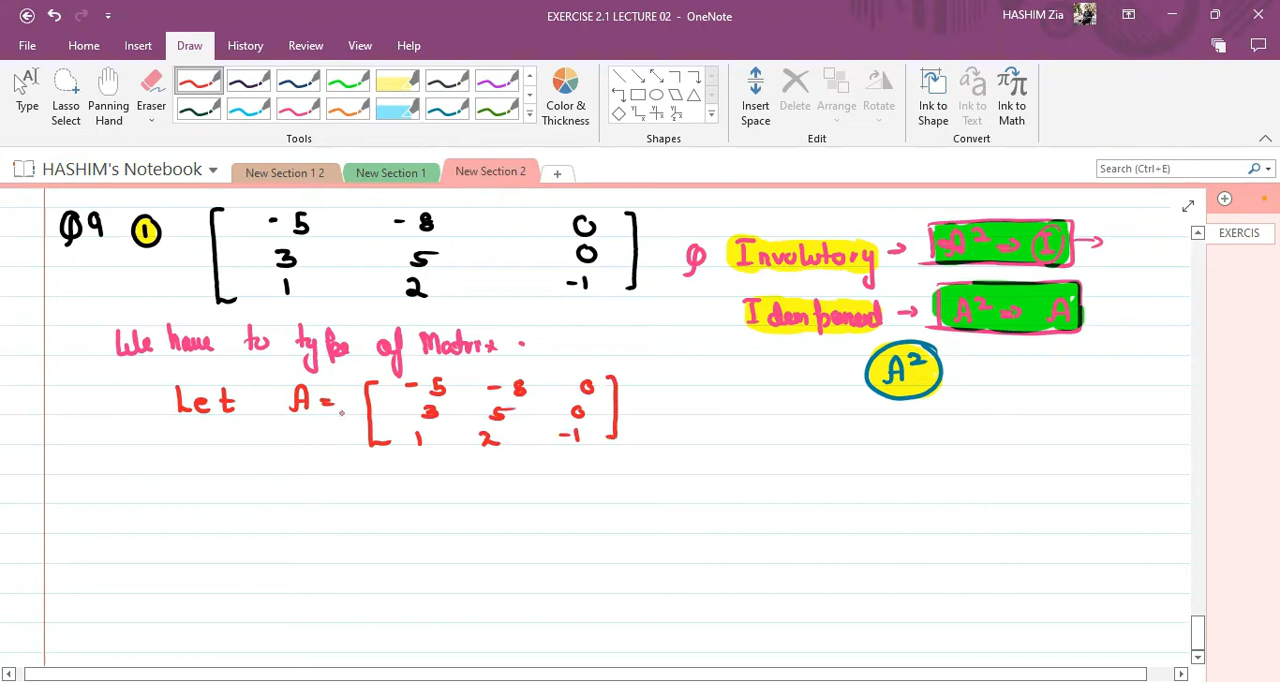 EXERCISE 2.1 LECTURE 02 - OneNote
HASHIM Zia
File Home Insert Draw History Review View Help
Type
Lasso Select
Panning Hand
Eraser
Color & Thickness
Insert Space
Delete
Arrange
Rotate
Ink to Shape
Ink to Text
Ink to Math
Tools Shapes Edit Convert
HASHIM's Notebook New Section 1 2 New Section 1 New Section 2 Search (Ctrl+E)
EXERCIS
Q9 1
-5 -8 0
3 5 0
1 2 -1
Q Involutory → A² ⇒ I →
Idemponent → A² ⇒ A
A²
We have to type of Matrix.
Let A =
-5 -8 0
3 5 0
1 2 -1